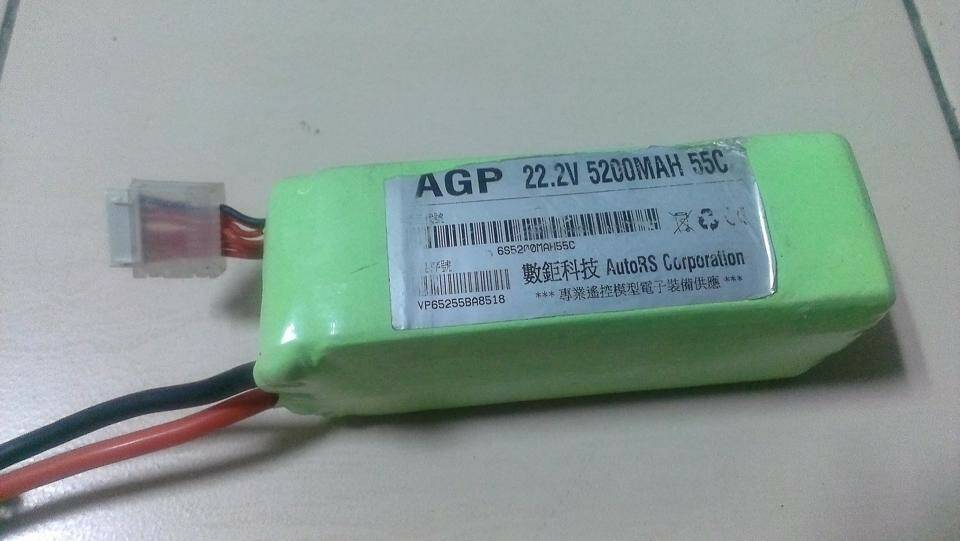 AGP 22.2V 5200MAH 55C
6S5200MAH55C
數鉅科技 AutoRS Corporation
VP65255BA8518
*** 專業遙控模型電子裝備供應 ***